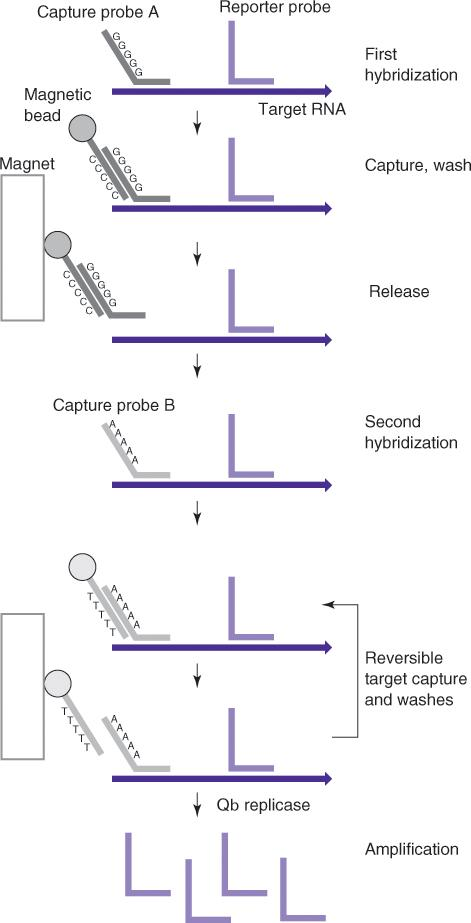 Capture probe A
Reporter probe
G
G
G
G
G
First
hybridization
Target RNA
Magnetic
bead
G
G
G
G
G
C
C
C
C
C
Capture, wash
Magnet
G
G
G
G
G
C
C
C
C
C
Release
Capture probe B
A
A
A
A
A
Second
hybridization
A
A
A
A
A
T
T
T
T
T
Reversible
target capture
and washes
T
T
T
T
T
A
A
A
A
A
Qb replicase
Amplification